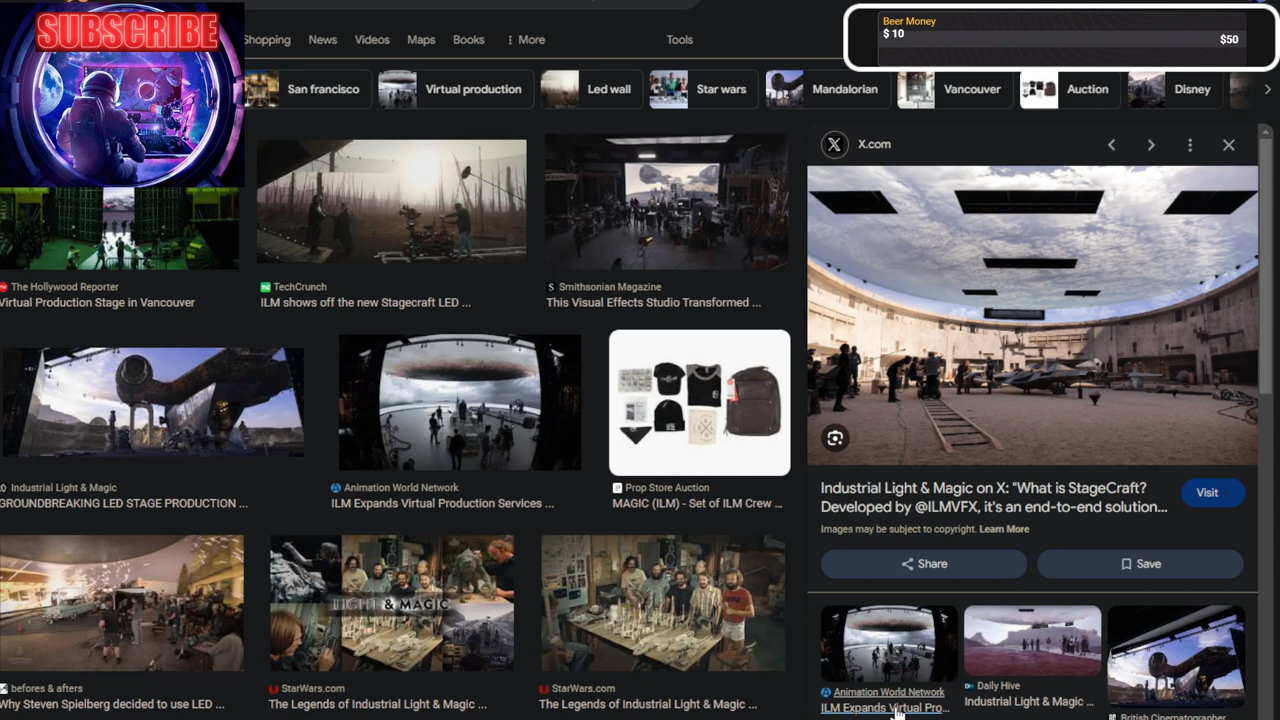 SUBSCRIBE
Beer Money
$ 10
$50
Shopping
News
Videos
Maps
Books
More
Tools
San francisco
Virtual production
Led wall
Star wars
Mandalorian
Vancouver
Auction
Disney
X.com
The Hollywood Reporter
Virtual Production Stage in Vancouver
TechCrunch
ILM shows off the new Stagecraft LED ...
Smithsonian Magazine
This Visual Effects Studio Transformed ...
Industrial Light & Magic
GROUNDBREAKING LED STAGE PRODUCTION ...
Animation World Network
ILM Expands Virtual Production Services ...
Prop Store Auction
MAGIC (ILM) - Set of ILM Crew ...
Industrial Light & Magic on X: "What is StageCraft?
Developed by @ILMVFX, it's an end-to-end solution...
Visit
Images may be subject to copyright. Learn More
Share
Save
befores & afters
Why Steven Spielberg decided to use LED ...
LIGHT & MAGIC
StarWars.com
The Legends of Industrial Light & Magic ...
StarWars.com
The Legends of Industrial Light & Magic ...
Animation World Network
ILM Expands Virtual Pro...
Daily Hive
Industrial Light & Magic ...
British Cinematographer